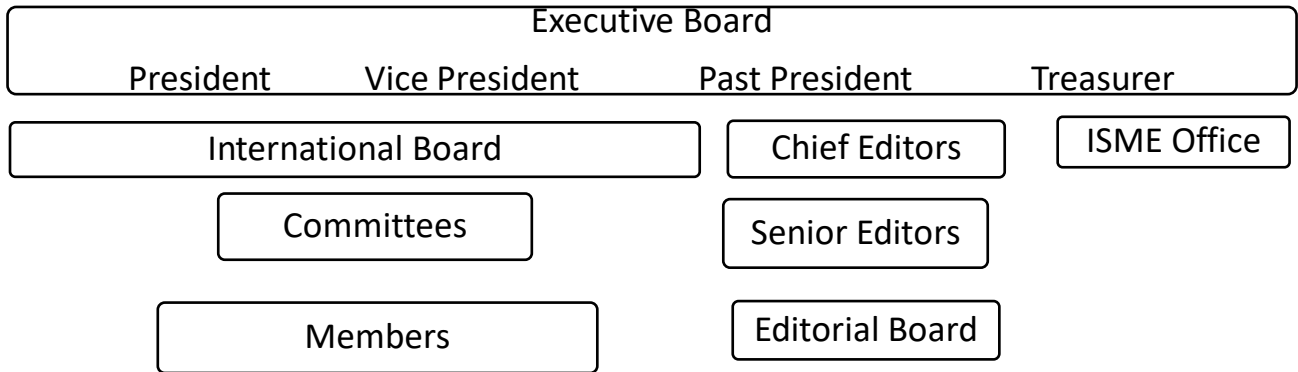 Executive Board
President Vice President Past President Treasurer
International Board Chief Editors ISME Office
Committees Senior Editors
Members Editorial Board